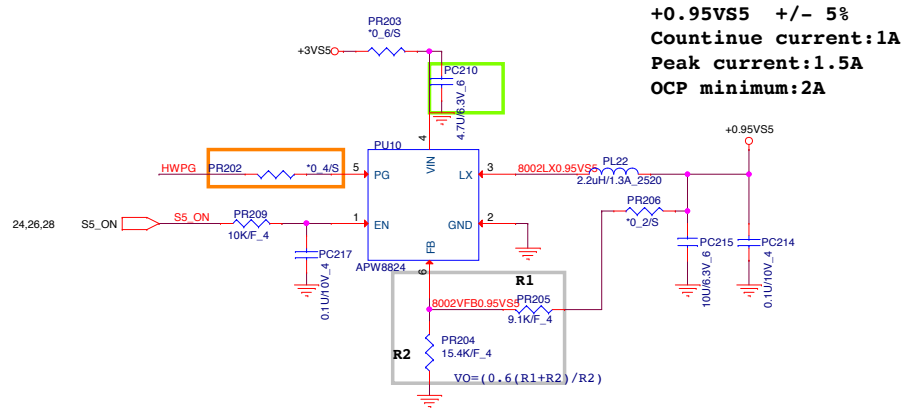 +0.95VS5 +/- 5%
Countinue current:1A
Peak current:1.5A
OCP minimum:2A
PR203
*0_6/S
+3VS5
PC210
4.7U/6.3V_6
+0.95VS5
4
PU10
HWPG
PR202
*0_4/S
5
PG
VIN
LX
3
8002LX0.95VS5
PL22
2.2uH/1.3A_2520
PR206
*0_2/S
24,26,28
S5_ON
S5_ON
PR209
10K/F_4
1
EN
GND
2
FB
PC217
0.1U/10V_4
APW8824
6
PC215
10U/6.3V_6
PC214
0.1U/10V_4
R1
8002VFB0.95VS5
PR205
9.1K/F_4
R2
PR204
15.4K/F_4
VO=(0.6(R1+R2)/R2)